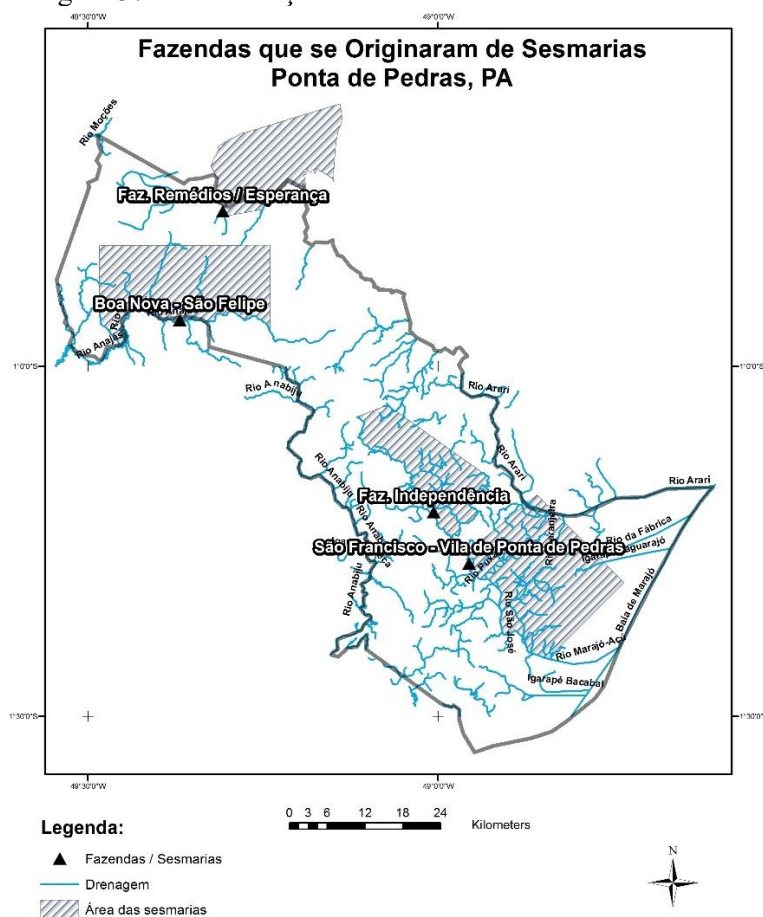 49°30'0"W
49°0'0"W
Fazendas que se Originaram de Sesmarias
Ponta de Pedras, PA
Rio Moções
Faz. Remédios / Esperança
Boa Nova - São Felipe
Rio Anajás
1°0'0"S
1°0'0"S
Rio Anabiju
Rio Arari
Rio Arari
Rio Anabiju
Rio Arari
Faz. Independência
São Francisco - Vila de Ponta de Pedras
Rio da Fábrica
Rio Anabiju
Rio São José
Baía de Marajó
Rio Marajó-Açu
Igarapé Bacabal
1°30'0"S
1°30'0"S
49°30'0"W
49°0'0"W
Legenda:
0 3 6 12 18 24
Kilometers
Fazendas / Sesmarias
Drenagem
Área das sesmarias
N